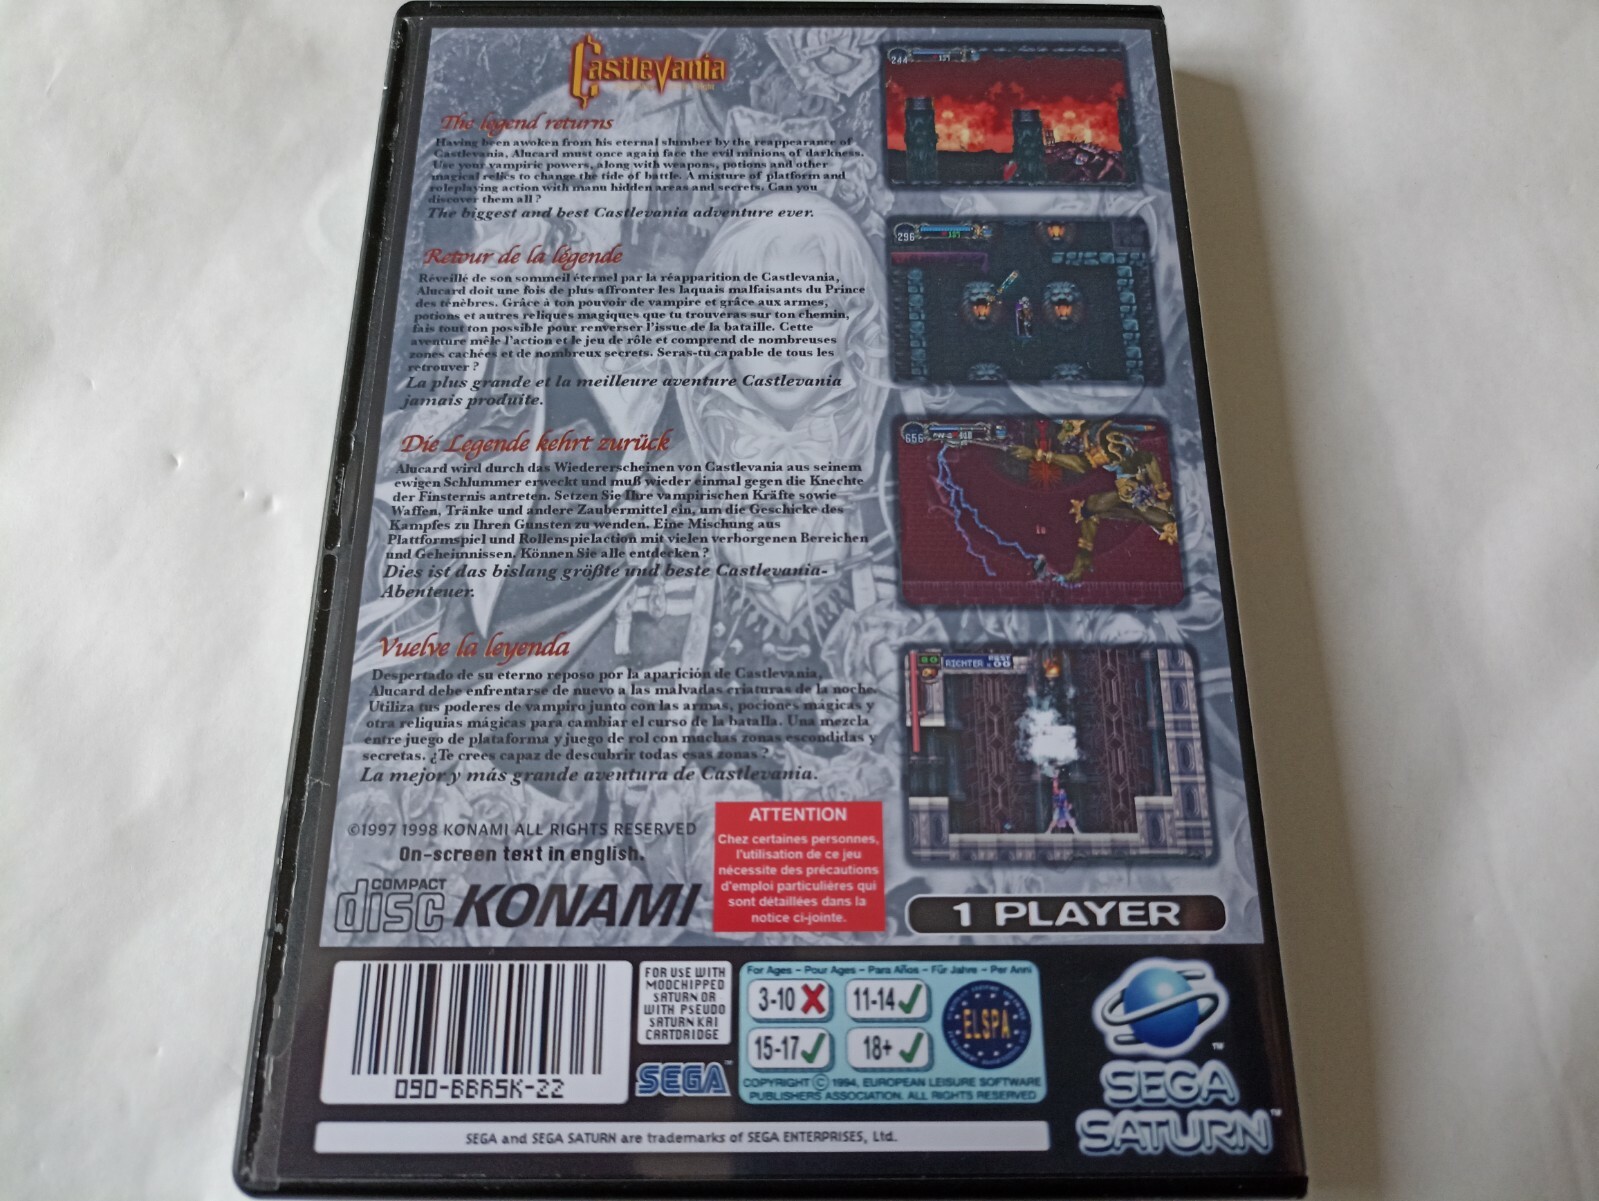 Castlevania
The legend returns
Having been awoken from his eternal slumber by the reappearance of
Castlevania, Alucard must once again face the evil minions of darkness.
Use your vampiric powers, along with weapons, potions and other
magical relics to change the tide of battle. A mixture of platform and
roleplaying action with manu hidden areas and secrets. Can you
discover them all ?
The biggest and best Castlevania adventure ever.
Retour de la légende
Réveillé de son sommeil éternel par la réapparition de Castlevania,
Alucard doit une fois de plus affronter les laquais malfaisants du Prince
des ténèbres. Grâce à ton pouvoir de vampire et grâce aux armes,
potions et autres reliques magiques que tu trouveras sur ton chemin,
fais tout ton possible pour renverser l'issue de la bataille. Cette
aventure mêle l'action et le jeu de rôle et comprend de nombreuses
zones cachées et de nombreux secrets. Seras-tu capable de tous les
retrouver ?
La plus grande et la meilleure aventure Castlevania
jamais produite.
Die Legende kehrt zurück
Alucard wird durch das Wiedererscheinen von Castlevania aus seinem
ewigen Schlummer erweckt und muß wieder einmal gegen die Knechte
der Finsternis antreten. Setzen Sie Ihre vampirischen Kräfte sowie
Waffen, Tränke und andere Zaubermittel ein, um die Geschicke des
Kampfes zu Ihren Gunsten zu wenden. Eine Mischung aus
Plattformspiel und Rollenspielaction mit vielen verborgenen Bereichen
und Geheimnissen. Können Sie alle entdecken ?
Dies ist das bislang größte und beste Castlevania-
Abenteuer.
Vuelve la leyenda
Despertado de su eterno reposo por la aparición de Castlevania,
Alucard debe enfrentarse de nuevo a las malvadas criaturas de la noche.
Utiliza tus poderes de vampiro junto con las armas, pociones mágicas y
otra reliquias mágicas para cambiar el curso de la batalla. Una mezcla
entre juego de plataforma y juego de rol con muchas zonas escondidas y
secretas. ¿Te crees capaz de descubrir todas esas zonas ?
La mejor y más grande aventura de Castlevania.
244
137
296
137
656
80 RICHTER REST × 00
©1997 1998 KONAMI ALL RIGHTS RESERVED
On-screen text in english.
COMPACT
disc
KONAMI
ATTENTION
Chez certaines personnes,
l'utilisation de ce jeu
nécessite des précautions
d'emploi particulières qui
sont détaillées dans la
notice ci-jointe.
1 PLAYER
090-BBR5K-22
FOR USE WITH
MODCHIPPED
SATURN OR
WITH PSEUDO
SATURN KAI
CARTDRIDGE
SEGA™
For Ages - Pour Ages - Para Años - Für Jahre - Per Anni
3-10 11-14
15-17 18+
ELSPA
COPYRIGHT © 1994, EUROPEAN LEISURE SOFTWARE
PUBLISHERS ASSOCIATION. ALL RIGHTS RESERVED
™
SEGA
SATURN™
SEGA and SEGA SATURN are trademarks of SEGA ENTERPRISES, Ltd.